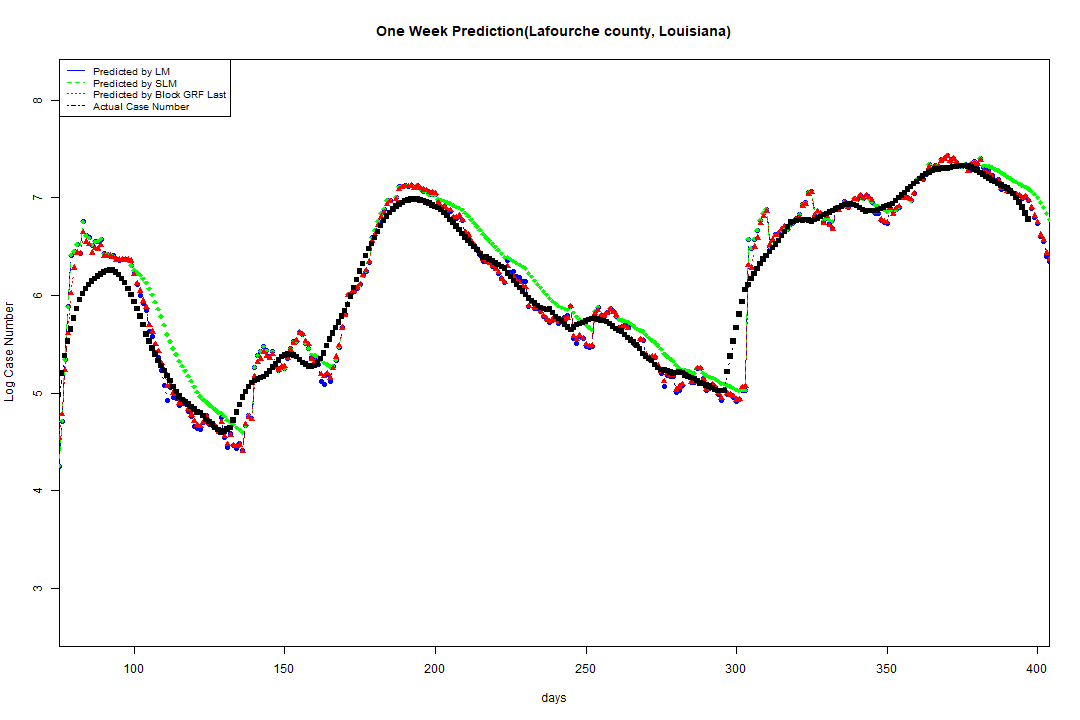 One Week Prediction(Lafourche county, Louisiana)
Predicted by LM
Predicted by SLM
Predicted by Block GRF Last
Actual Case Number
8
7
6
5
4
3
Log Case Number
100 150 200 250 300 350 400
days